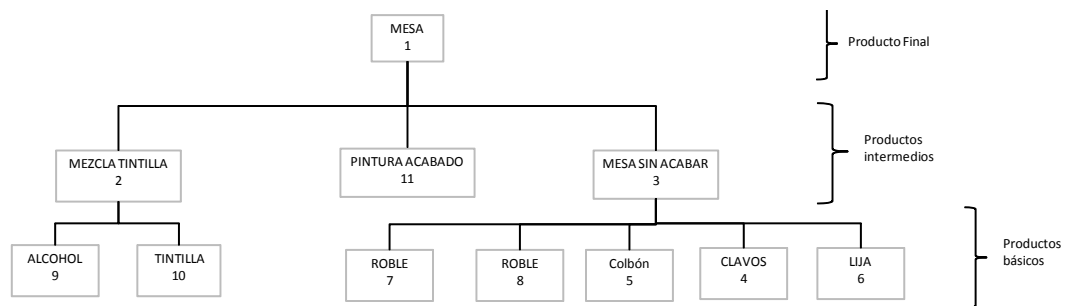 MESA
1
Producto Final
MEZCLA TINTILLA
2
PINTURA ACABADO
11
MESA SIN ACABAR
3
Productos
intermedios
ALCOHOL
9
TINTILLA
10
ROBLE
7
ROBLE
8
Colbón
5
CLAVOS
4
LIJA
6
Productos
básicos